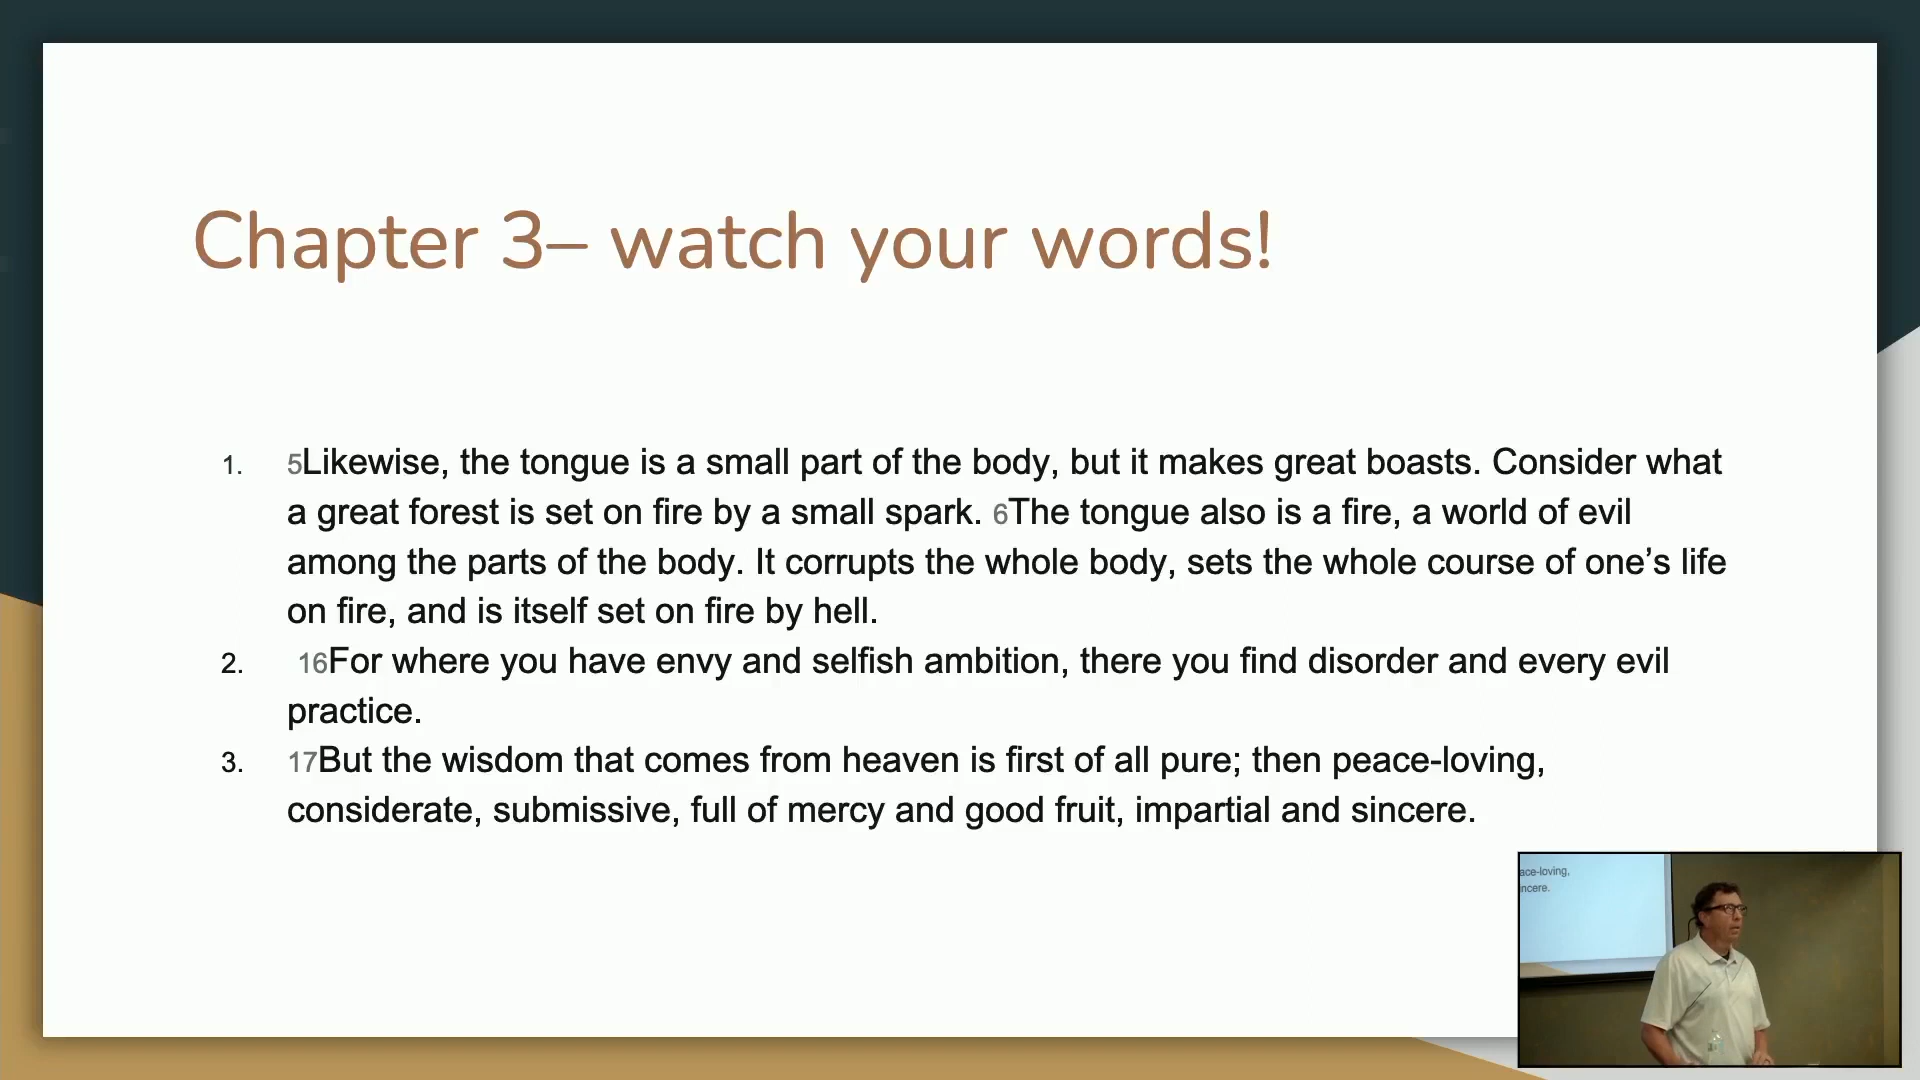 Chapter 3– watch your words!
1. 5Likewise, the tongue is a small part of the body, but it makes great boasts. Consider what
a great forest is set on fire by a small spark. 6The tongue also is a fire, a world of evil
among the parts of the body. It corrupts the whole body, sets the whole course of one’s life
on fire, and is itself set on fire by hell.
2. 16For where you have envy and selfish ambition, there you find disorder and every evil
practice.
3. 17But the wisdom that comes from heaven is first of all pure; then peace-loving,
considerate, submissive, full of mercy and good fruit, impartial and sincere.
ace-loving,
incere.